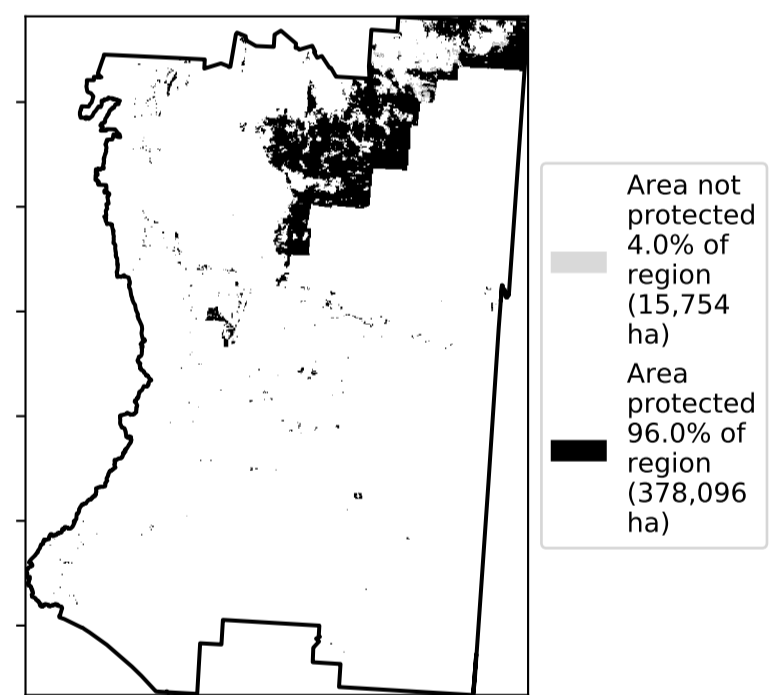 Area not
protected
4.0% of
region
(15,754
ha)
Area
protected
96.0% of
region
(378,096
ha)